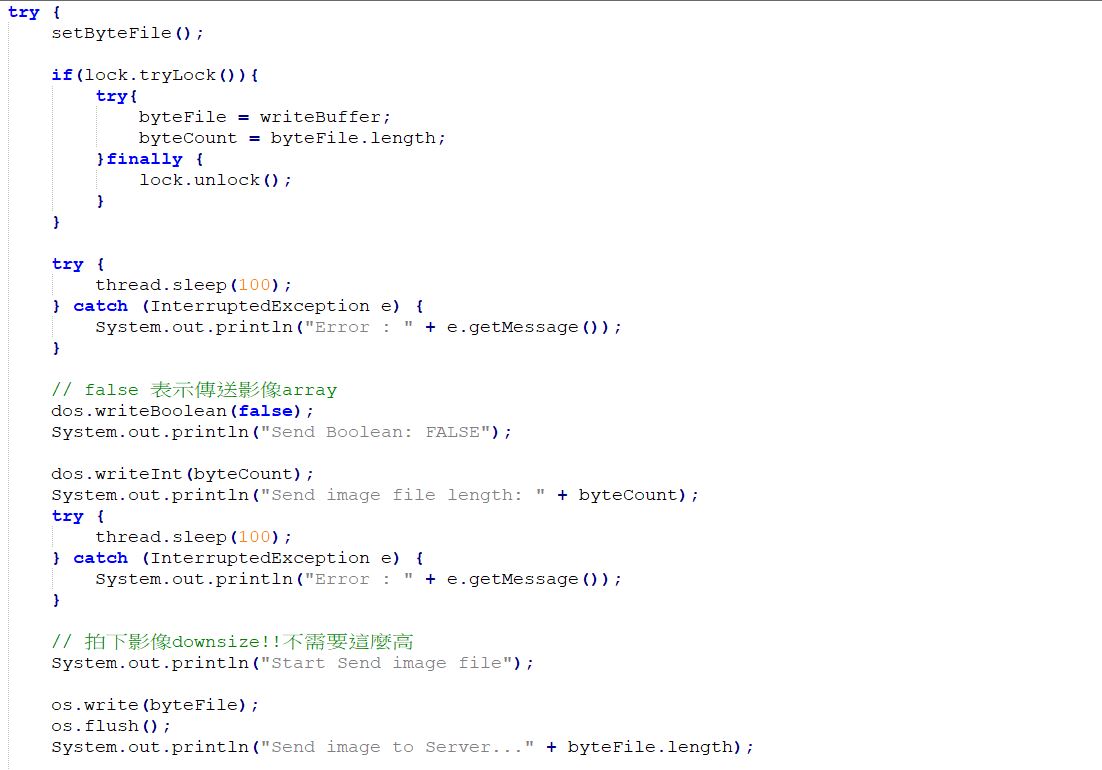 try {
    setByteFile();

    if(lock.tryLock()){
        try{
            byteFile = writeBuffer;
            byteCount = byteFile.length;
        }finally {
            lock.unlock();
        }
    }

    try {
        thread.sleep(100);
    } catch (InterruptedException e) {
        System.out.println("Error : " + e.getMessage());
    }

    // false 表示傳送影像array
    dos.writeBoolean(false);
    System.out.println("Send Boolean: FALSE");

    dos.writeInt(byteCount);
    System.out.println("Send image file length: " + byteCount);
    try {
        thread.sleep(100);
    } catch (InterruptedException e) {
        System.out.println("Error : " + e.getMessage());
    }

    // 拍下影像downsize!!不需要這麼高
    System.out.println("Start Send image file");

    os.write(byteFile);
    os.flush();
    System.out.println("Send image to Server..." + byteFile.length);